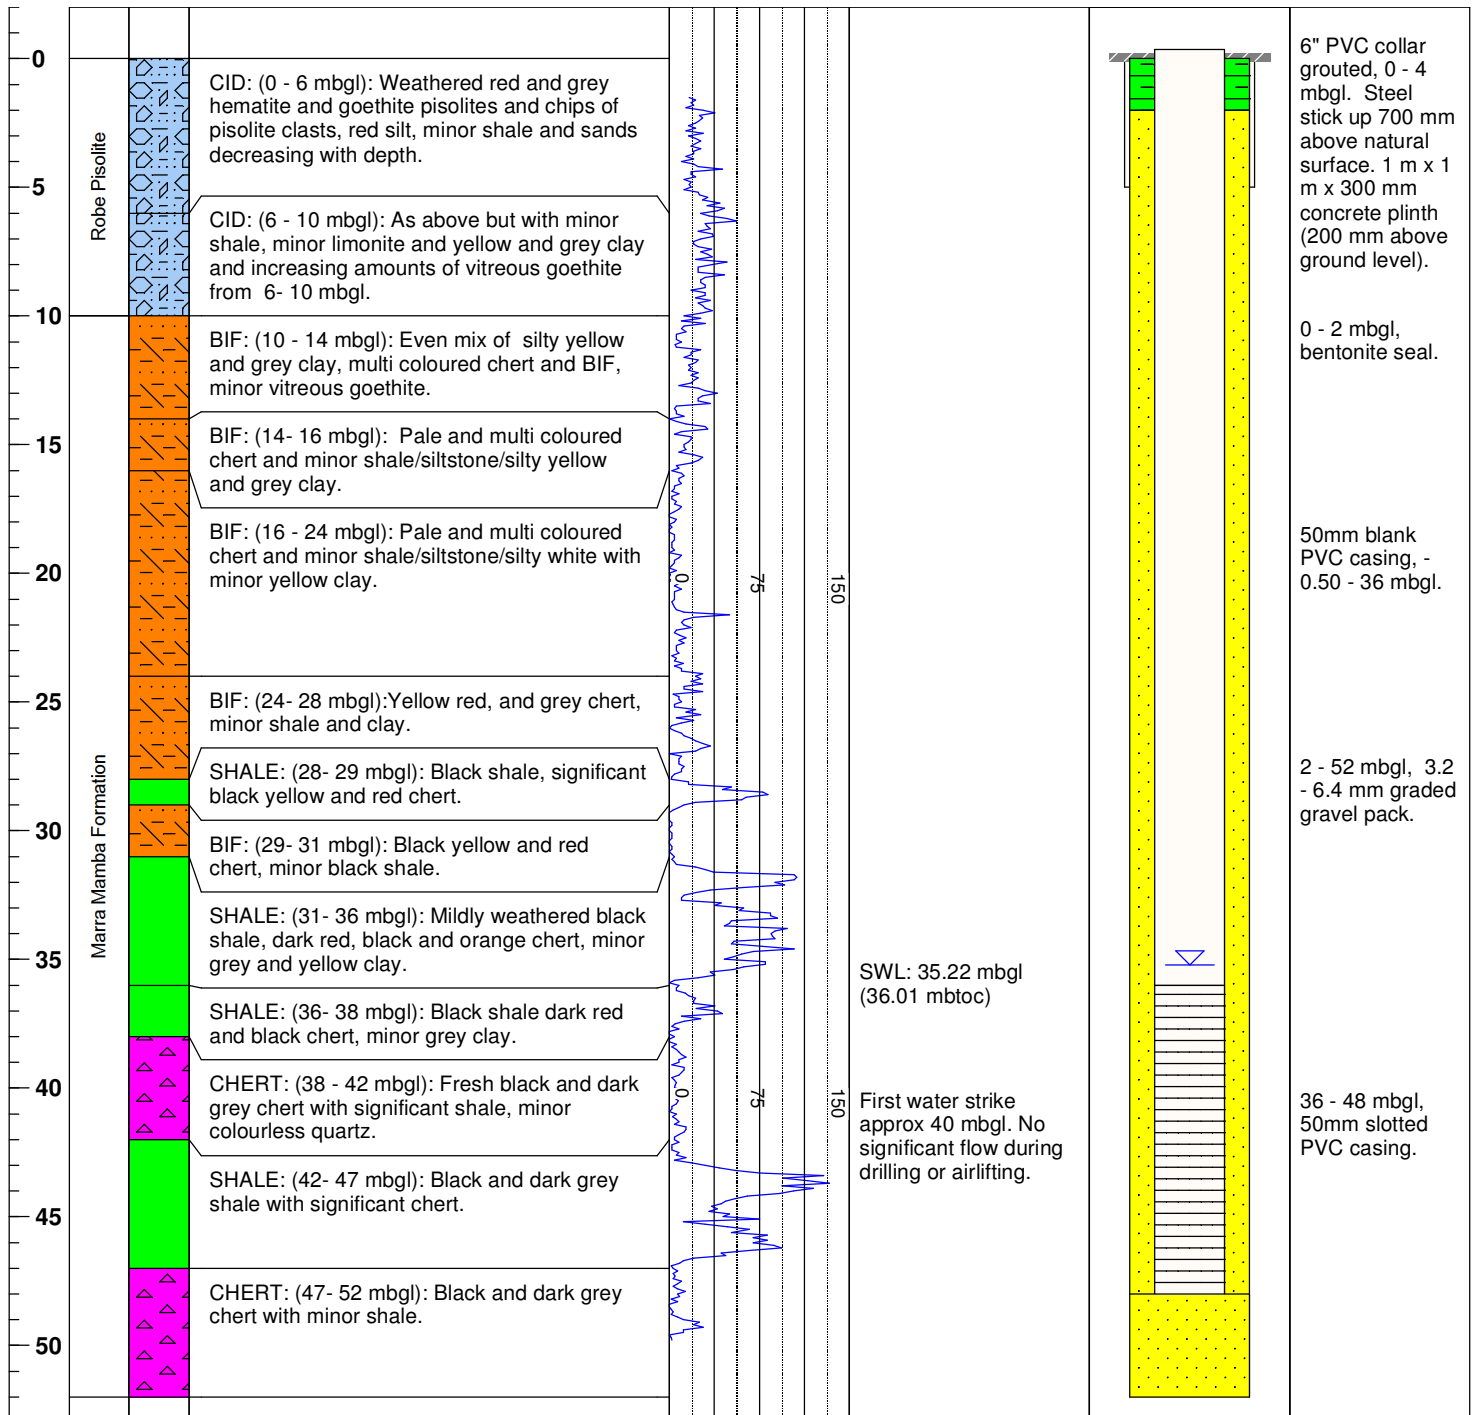 0
5
10
15
20
25
30
35
40
45
50
Robe Pisolite
Marra Mamba Formation
CID: (0 - 6 mbgl): Weathered red and grey
hematite and goethite pisolites and chips of
pisolite clasts, red silt, minor shale and sands
decreasing with depth.
CID: (6 - 10 mbgl): As above but with minor
shale, minor limonite and yellow and grey clay
and increasing amounts of vitreous goethite
from 6- 10 mbgl.
BIF: (10 - 14 mbgl): Even mix of silty yellow
and grey clay, multi coloured chert and BIF,
minor vitreous goethite.
BIF: (14- 16 mbgl): Pale and multi coloured
chert and minor shale/siltstone/silty yellow
and grey clay.
BIF: (16 - 24 mbgl): Pale and multi coloured
chert and minor shale/siltstone/silty white with
minor yellow clay.
BIF: (24- 28 mbgl):Yellow red, and grey chert,
minor shale and clay.
SHALE: (28- 29 mbgl): Black shale, significant
black yellow and red chert.
BIF: (29- 31 mbgl): Black yellow and red
chert, minor black shale.
SHALE: (31- 36 mbgl): Mildly weathered black
shale, dark red, black and orange chert, minor
grey and yellow clay.
SHALE: (36- 38 mbgl): Black shale dark red
and black chert, minor grey clay.
CHERT: (38 - 42 mbgl): Fresh black and dark
grey chert with significant shale, minor
colourless quartz.
SHALE: (42- 47 mbgl): Black and dark grey
shale with significant chert.
CHERT: (47- 52 mbgl): Black and dark grey
chert with minor shale.
0
75
150
0
75
150
SWL: 35.22 mbgl
(36.01 mbtoc)
First water strike
approx 40 mbgl. No
significant flow during
drilling or airlifting.
6" PVC collar
grouted, 0 - 4
mbgl. Steel
stick up 700 mm
above natural
surface. 1 m x 1
m x 300 mm
concrete plinth
(200 mm above
ground level).
0 - 2 mbgl,
bentonite seal.
50mm blank
PVC casing, -
0.50 - 36 mbgl.
2 - 52 mbgl, 3.2
- 6.4 mm graded
gravel pack.
36 - 48 mbgl,
50mm slotted
PVC casing.